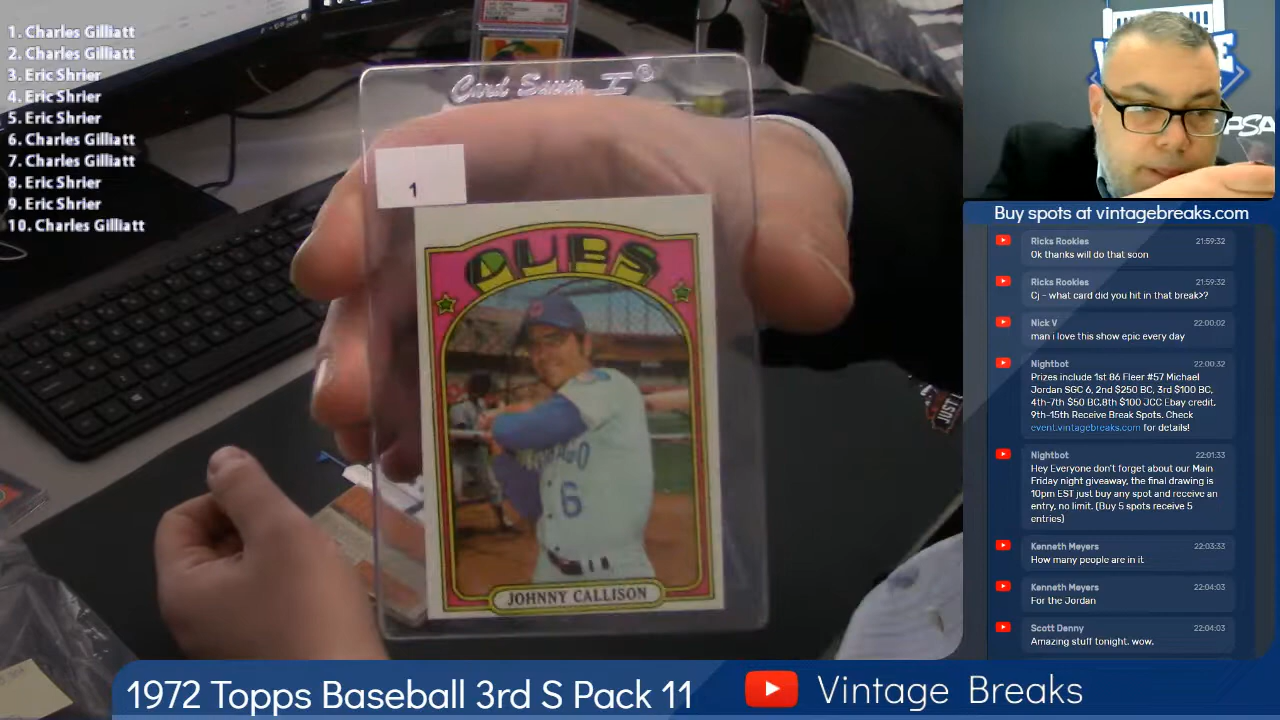 1. Charles Gilliatt
2. Charles Gilliatt
3. Eric Shrier
4. Eric Shrier
5. Eric Shrier
6. Charles Gilliatt
7. Charles Gilliatt
8. Eric Shrier
9. Eric Shrier
10. Charles Gilliatt
Card Saver I®
1
CUBS
CHICAGO
6
JOHNNY CALLISON
PSA
Buy spots at vintagebreaks.com
Ricks Rookies 21:59:32
Ok thanks will do that soon
Ricks Rookies 21:59:32
Cj - what card did you hit in that break>?
Nick V 22:00:02
man i love this show epic every day
Nightbot 22:00:32
Prizes include 1st 86 Fleer #57 Michael
Jordan SGC 6, 2nd $250 BC, 3rd $100 BC,
4th-7th $50 BC,8th $100 JCC Ebay credit,
9th-15th Receive Break Spots. Check
event.vintagebreaks.com for details!
Nightbot 22:01:33
Hey Everyone don't forget about our Main
Friday night giveaway, the final drawing is
10pm EST just buy any spot and receive an
entry, no limit. (Buy 5 spots receive 5
entries)
Kenneth Meyers 22:03:33
How many people are in it
Kenneth Meyers 22:04:03
For the Jordan
Scott Denny 22:04:03
Amazing stuff tonight. wow.
1972 Topps Baseball 3rd S Pack 11
Vintage Breaks